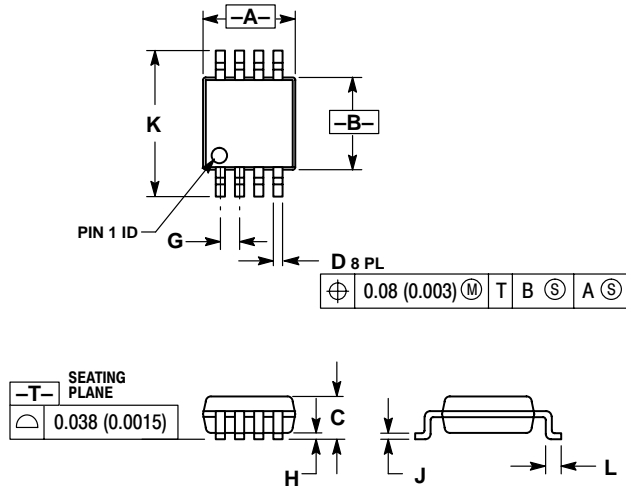 –A–
K
–B–
PIN 1 ID
G
D 8 PL
⌖ 0.08 (0.003) Ⓜ T B Ⓢ A Ⓢ
–T– SEATING
PLANE
⌓ 0.038 (0.0015)
C
H
J
L